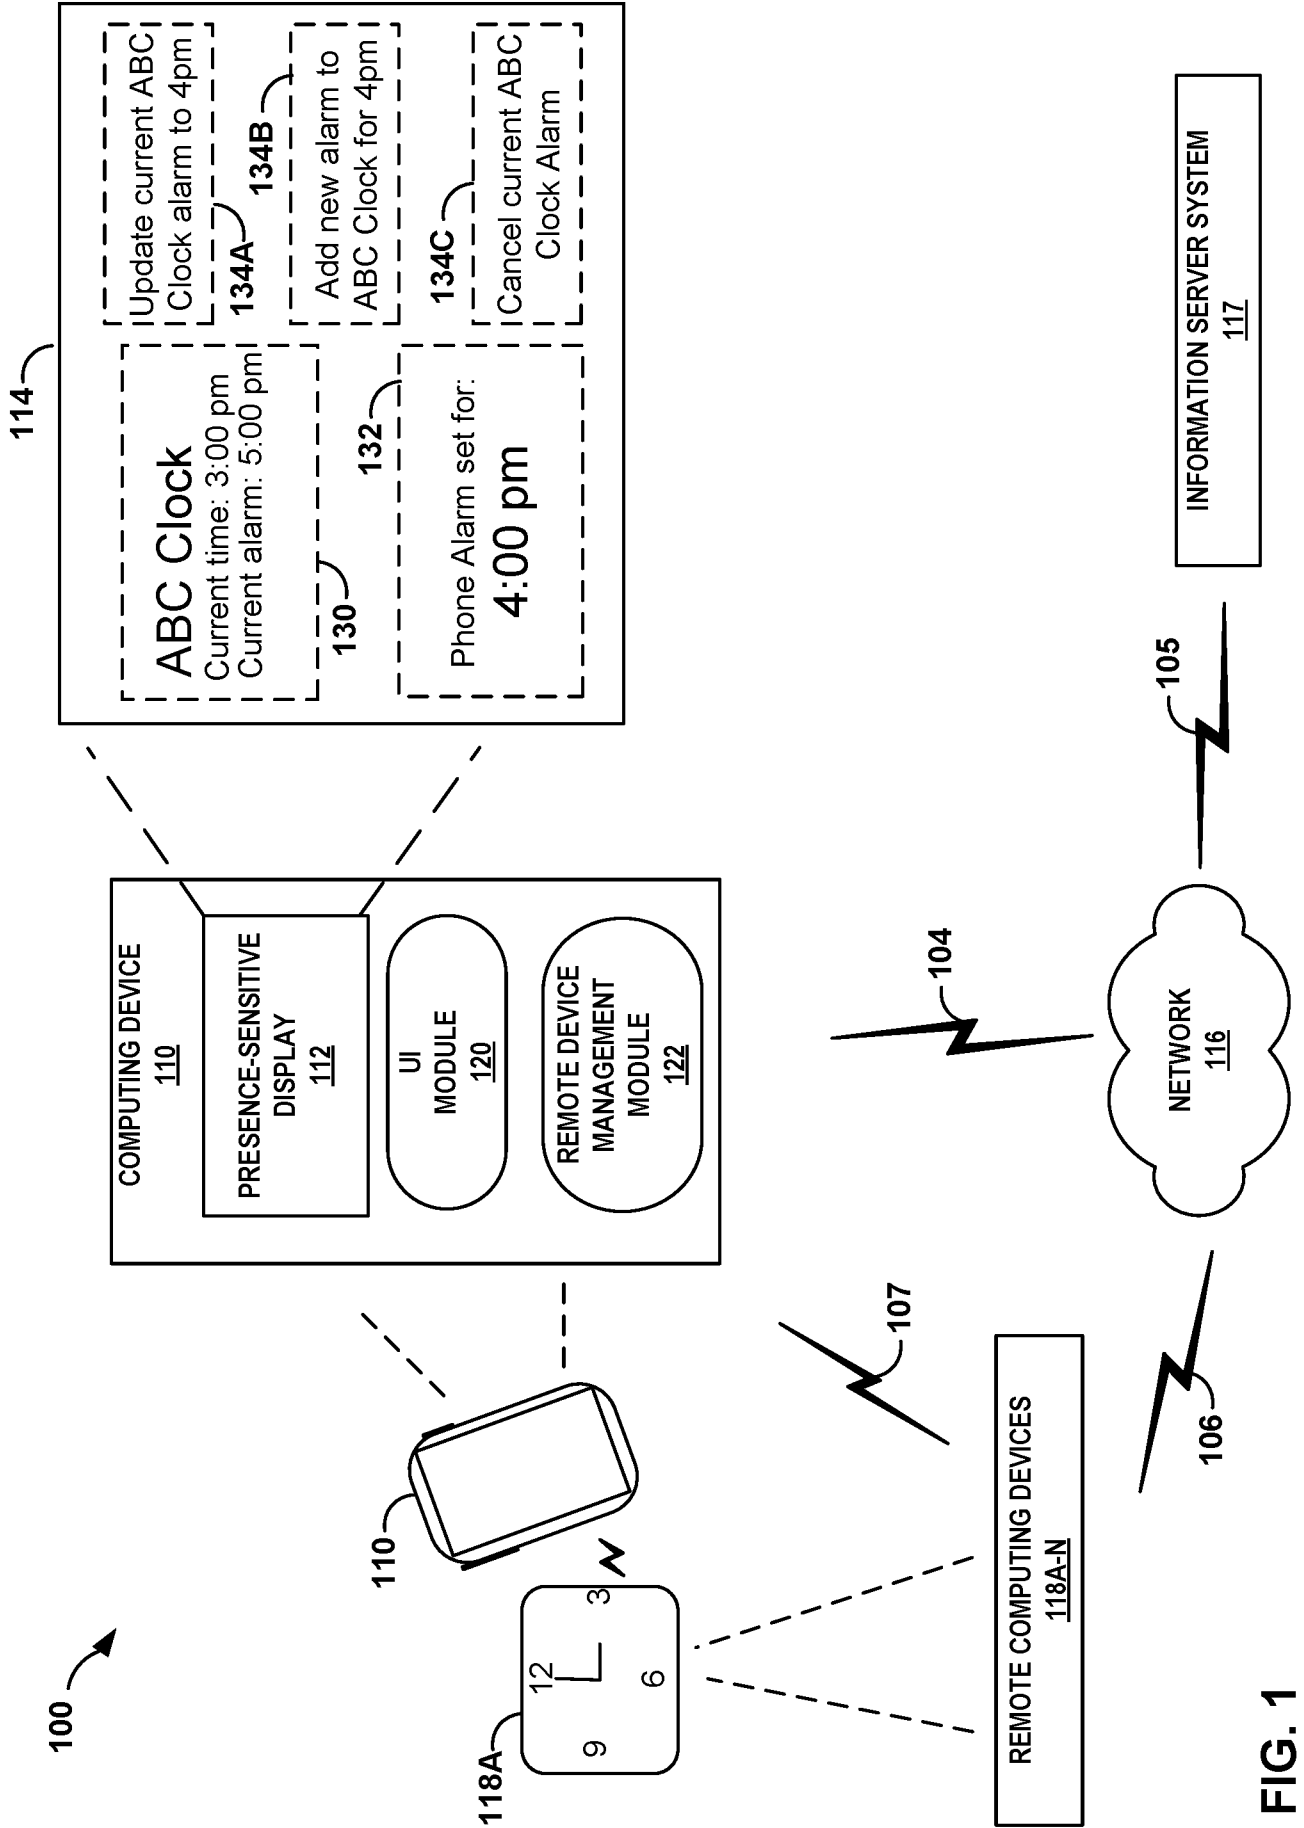 100
118A
12
3
6
9
110
COMPUTING DEVICE
110
PRESENCE-SENSITIVE
DISPLAY
112
UI
MODULE
120
REMOTE DEVICE
MANAGEMENT
MODULE
122
114
ABC Clock
Current time: 3:00 pm
Current alarm: 5:00 pm
130
132
Phone Alarm set for:
4:00 pm
Update current ABC
Clock alarm to 4pm
134A
134B
Add new alarm to
ABC Clock for 4pm
134C
Cancel current ABC
Clock Alarm
107
104
105
106
REMOTE COMPUTING DEVICES
118A-N
NETWORK
116
INFORMATION SERVER SYSTEM
117
FIG. 1